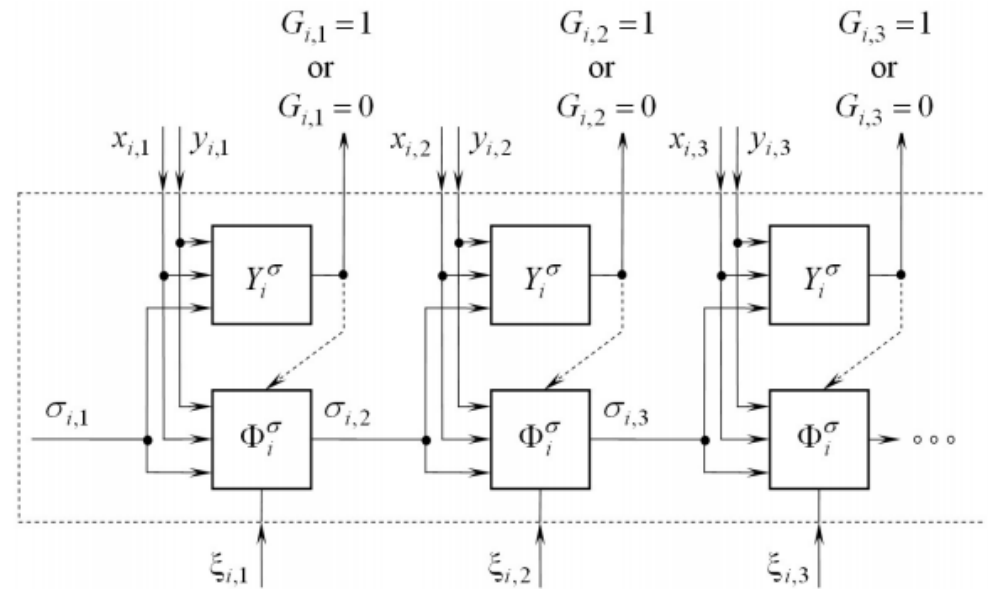 G_{i,1} = 1 G_{i,2} = 1 G_{i,3} = 1
or or or
G_{i,1} = 0 G_{i,2} = 0 G_{i,3} = 0
x_{i,1} y_{i,1} x_{i,2} y_{i,2} x_{i,3} y_{i,3}
Y_i^σ Y_i^σ Y_i^σ
σ_{i,1} σ_{i,2} σ_{i,3}
Φ_i^σ Φ_i^σ Φ_i^σ
ξ_{i,1} ξ_{i,2} ξ_{i,3}